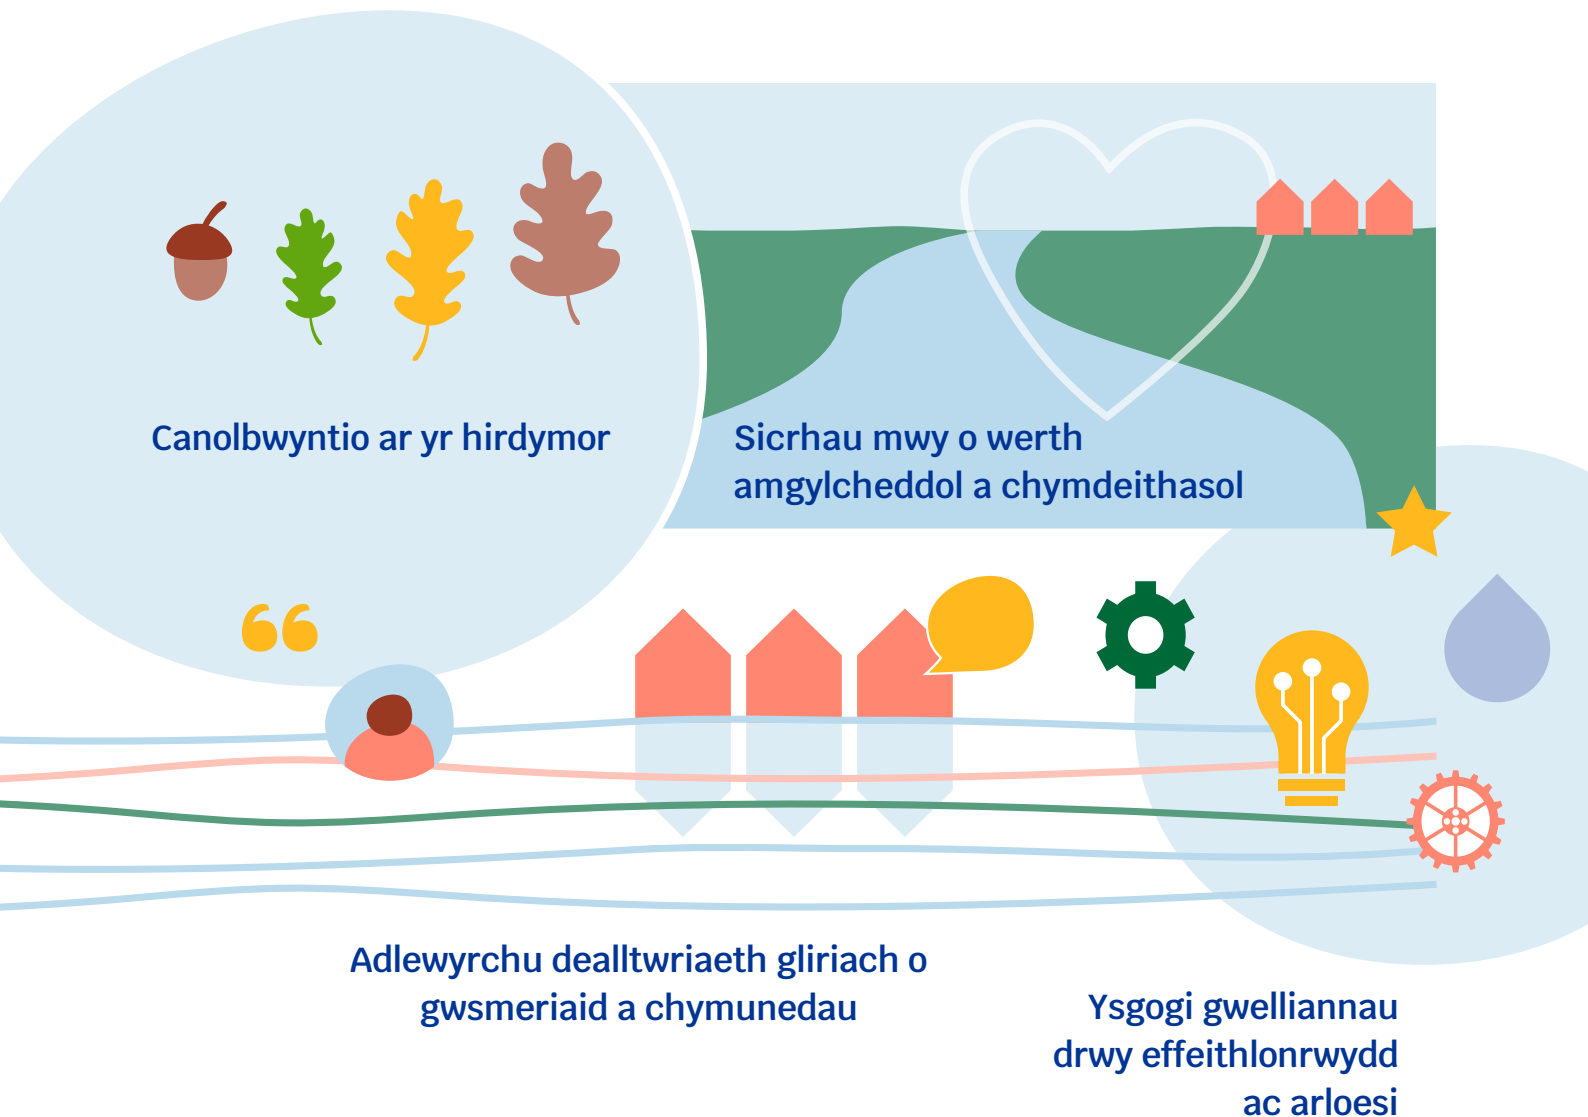 Canolbwyntio ar yr hirdymor
Sicrhau mwy o werth
amgylcheddol a chymdeithasol
Adlewyrchu dealltwriaeth gliriach o
gwsmeriaid a chymunedau
Ysgogi gwelliannau
drwy effeithlonrwydd
ac arloesi